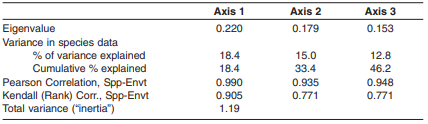 Axis 1 Axis 2 Axis 3
Eigenvalue 0.220 0.179 0.153
Variance in species data
% of variance explained 18.4 15.0 12.8
Cumulative % explained 18.4 33.4 46.2
Pearson Correlation, Spp-Envt 0.990 0.935 0.948
Kendall (Rank) Corr., Spp-Envt 0.905 0.771 0.771
Total variance (“inertia”) 1.19